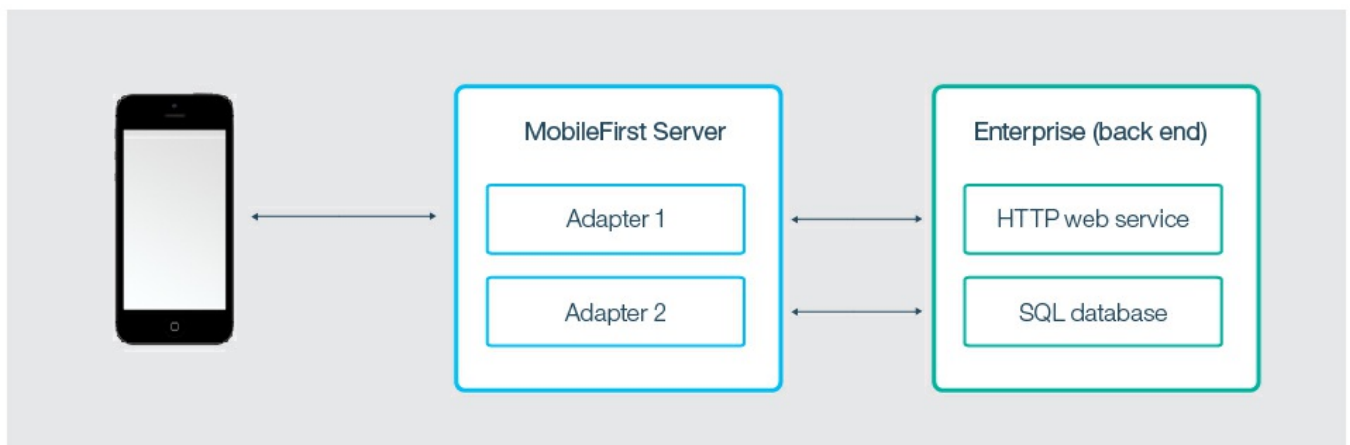 MobileFirst Server
Adapter 1
Adapter 2
Enterprise (back end)
HTTP web service
SQL database